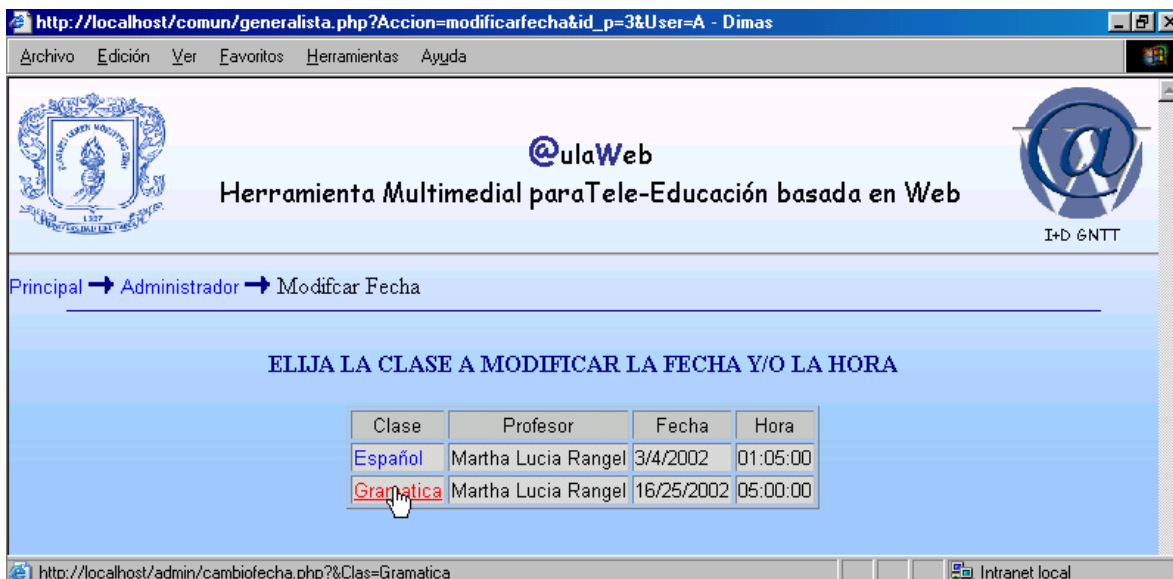 http://localhost/comun/generalista.php?Accion=modificarfecha&id_p=3&User=A - Dimas
Archivo Edición Ver Favoritos Herramientas Ayuda
@ulaWeb
Herramienta Multimedial paraTele-Educación basada en Web
1827
I+D GNTT
Principal → Administrador → Modifcar Fecha
ELIJA LA CLASE A MODIFICAR LA FECHA Y/O LA HORA
Clase Profesor Fecha Hora
Español Martha Lucia Rangel 3/4/2002 01:05:00
Gramatica Martha Lucia Rangel 16/25/2002 05:00:00
http://localhost/admin/cambiofecha.php?&Clas=Gramatica Intranet local